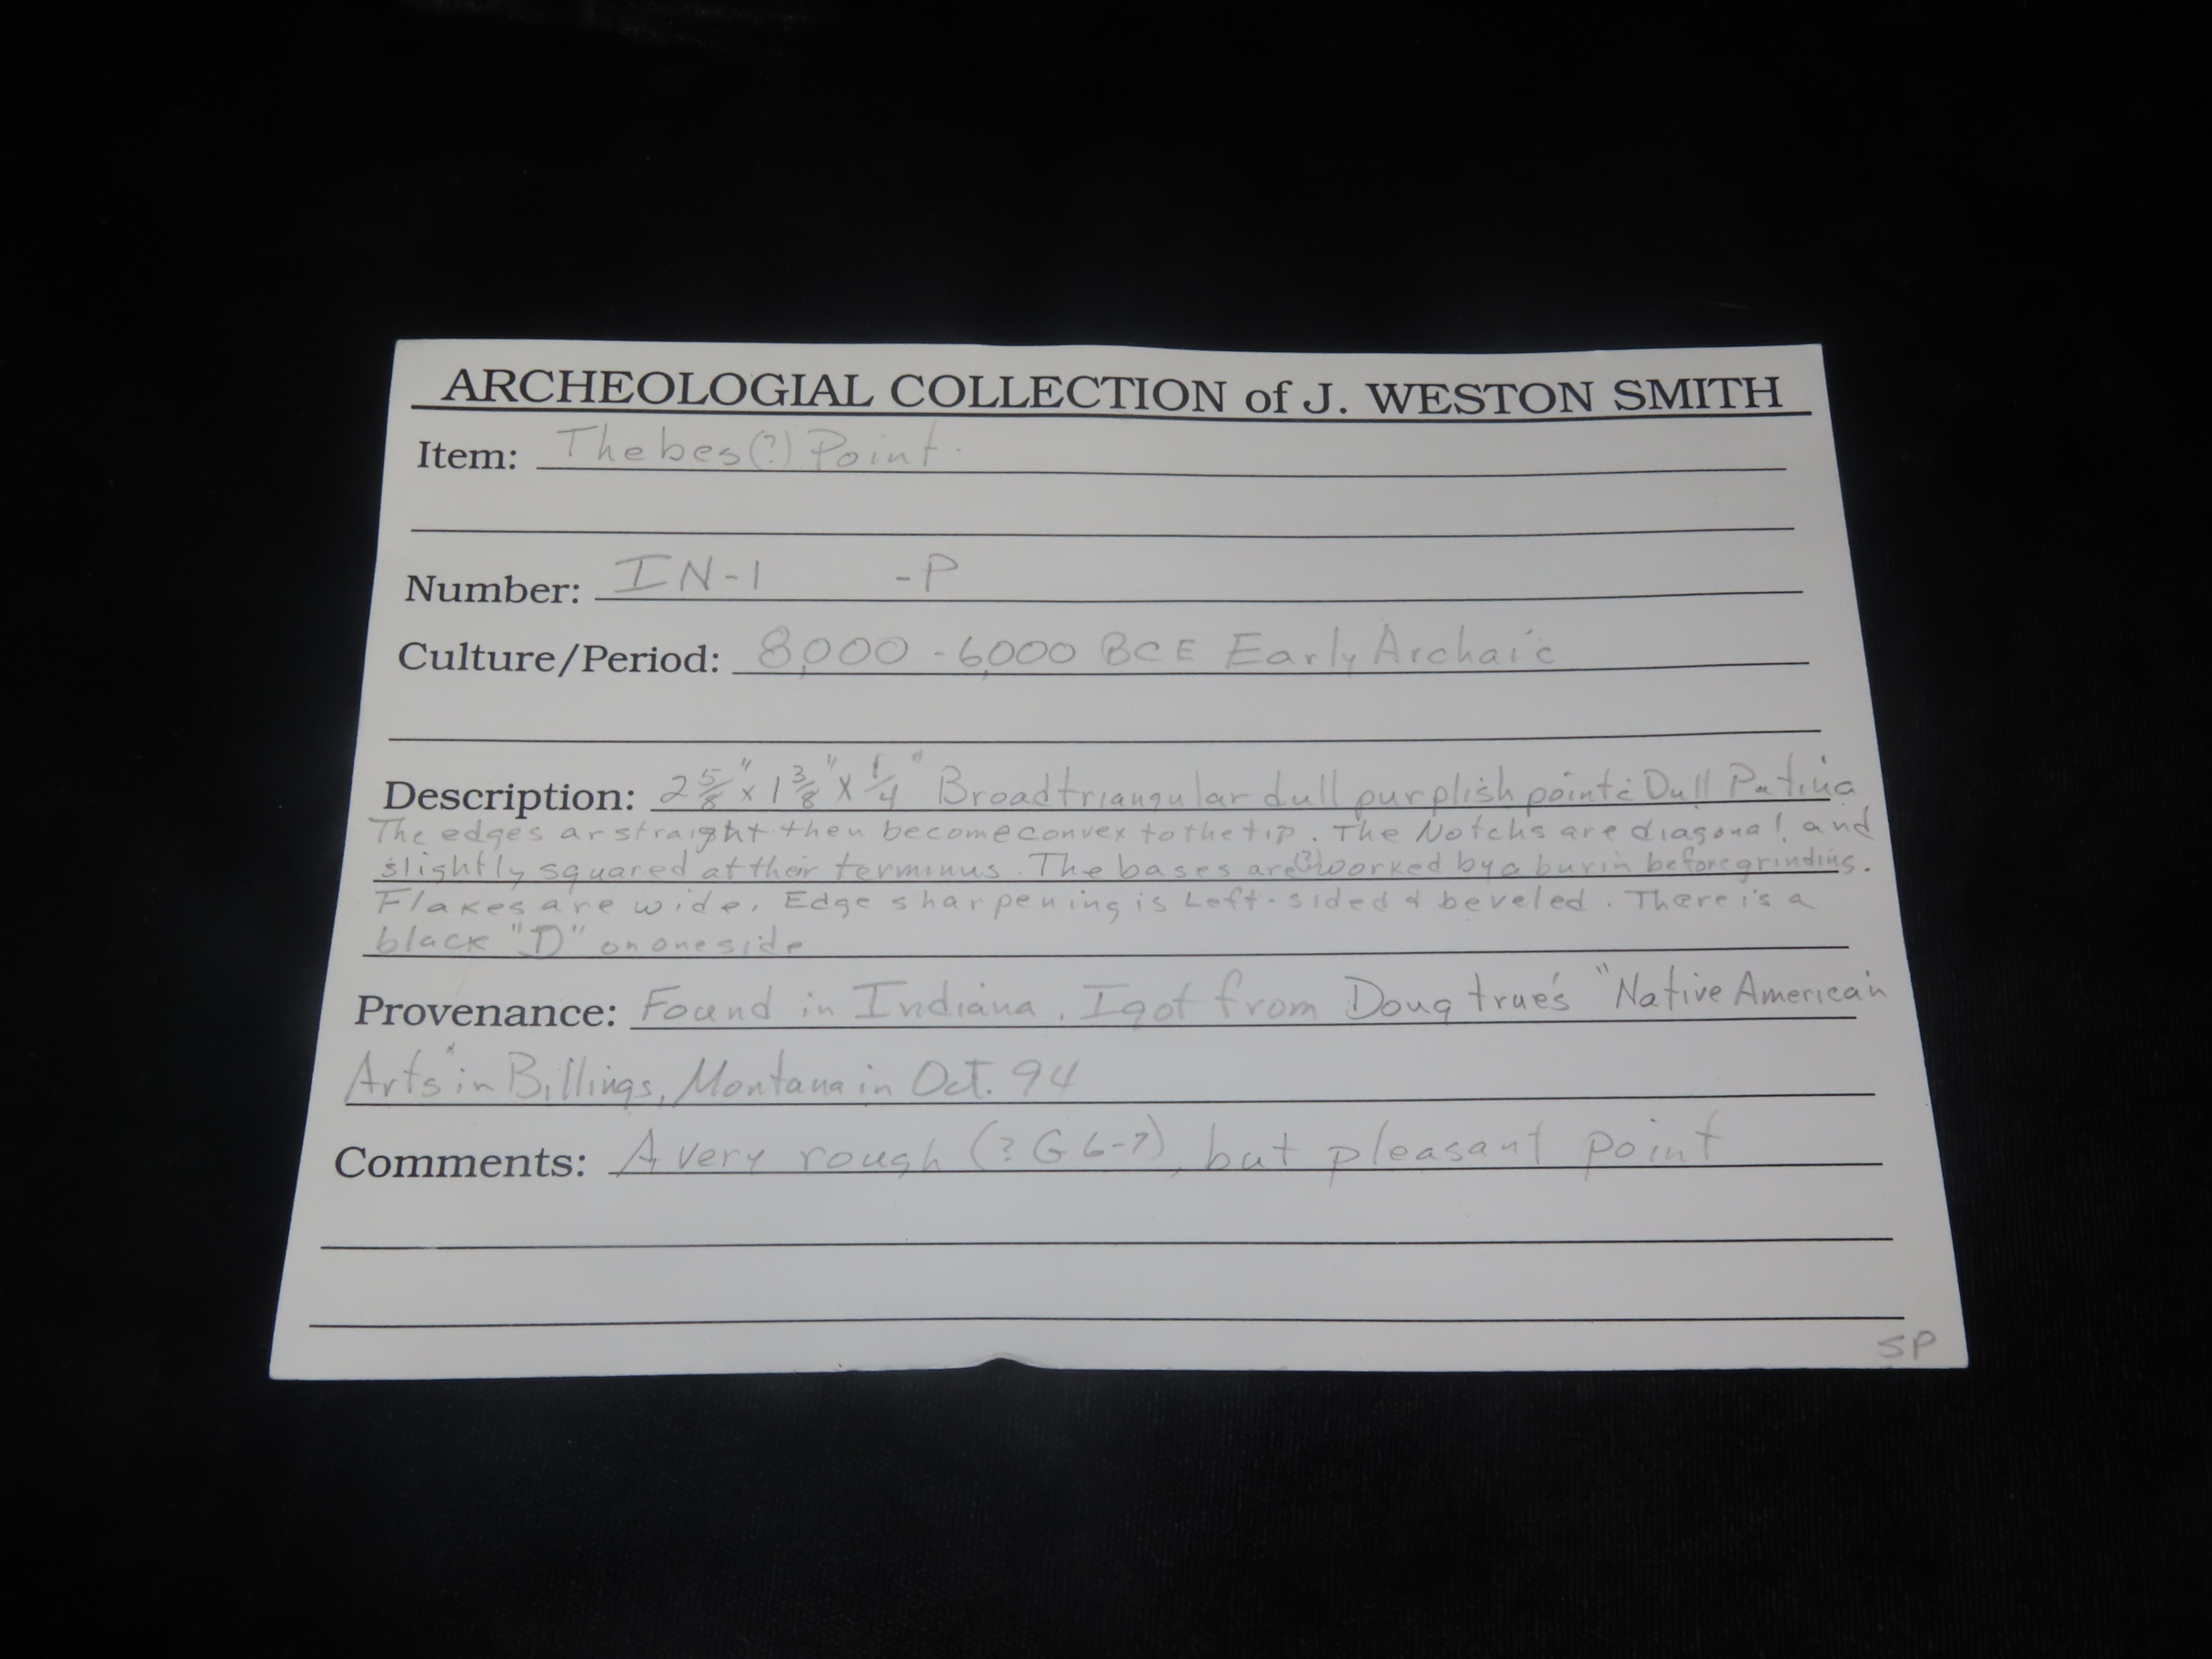 ARCHEOLOGIAL COLLECTION of J. WESTON SMITH
Item: Thebes(?) Point.
Number: IN-1 -P
Culture/Period: 8,000 - 6,000 BCE Early Archaic
Description: 2 5/8" x 1 3/8" x 1/4" Broad triangular dull purplish point c̄ Dull Patina
The edges ar straight then become convex to the tip. The Notchs are diagonal and
slightly squared at their terminus. The bases are (?) worked by a burin before grinding.
Flakes are wide. Edge sharpening is Left-sided & beveled. There is a
black "D" on one side
Provenance: Found in Indiana. I got from Doug true's "Native American
Arts" in Billings, Montana in Oct. 94
Comments: A very rough (? G 6-7), but pleasant point
SP